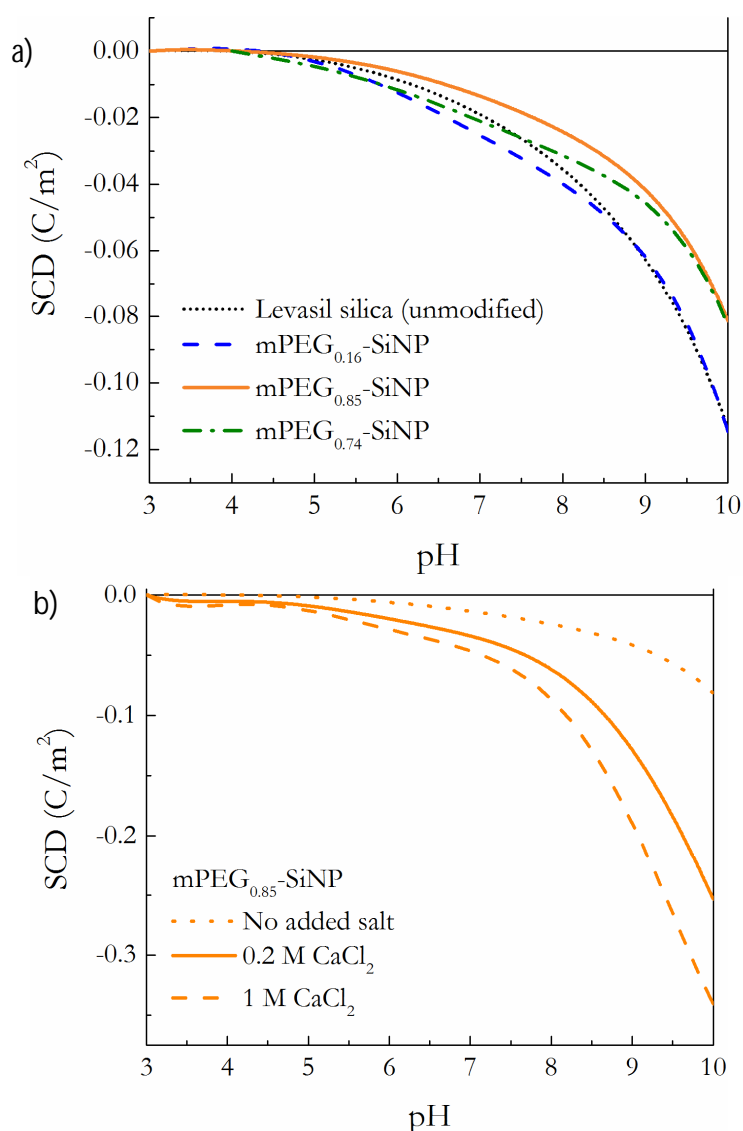 a)
0.00
-0.02
-0.04
-0.06
-0.08
-0.10
-0.12
SCD (C/m²)
Levasil silica (unmodified)
mPEG₀.₁₆-SiNP
mPEG₀.₈₅-SiNP
mPEG₀.₇₄-SiNP
3 4 5 6 7 8 9 10
pH
b)
0.0
-0.1
-0.2
-0.3
SCD (C/m²)
mPEG₀.₈₅-SiNP
No added salt
0.2 M CaCl₂
1 M CaCl₂
3 4 5 6 7 8 9 10
pH